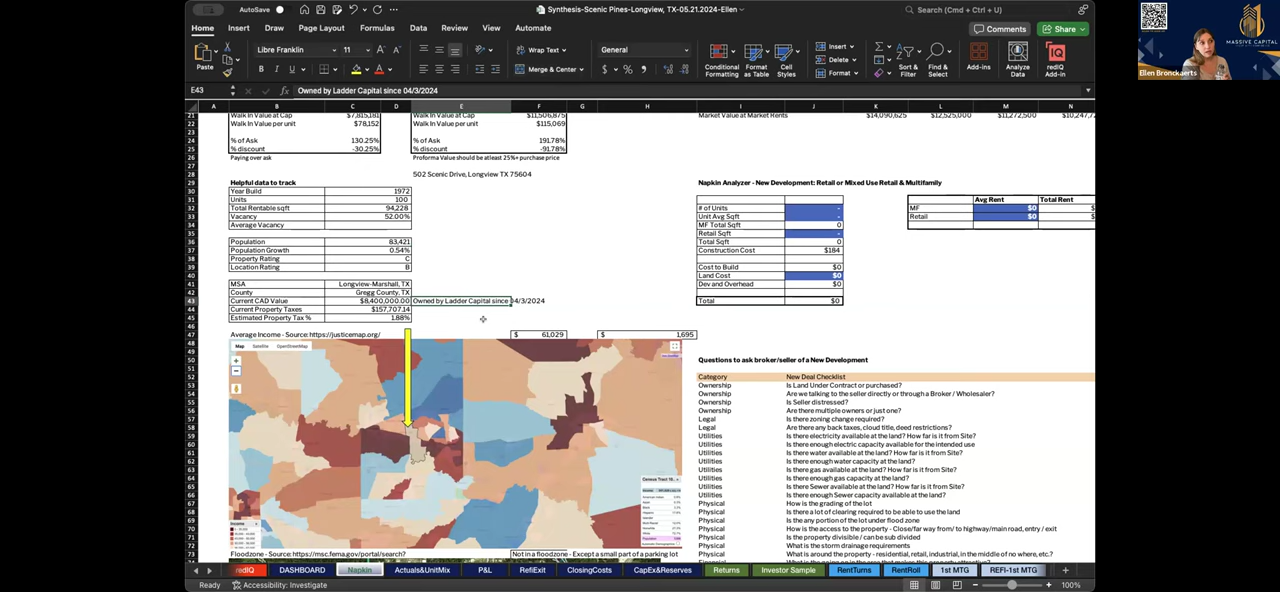 AutoSave
Synthesis-Scenic Pines-Longview, TX-05.21.2024-Ellen
Search (Cmd + Ctrl + U)
Home Insert Draw Page Layout Formulas Data Review View Automate
Comments Share
Paste
Libre Franklin 11
Wrap Text General
Merge & Center
Conditional Formatting
Format as Table
Cell Styles
Insert
Delete
Format
Sort & Filter
Find & Select
Add-ins
Analyze Data
IQ
redIQ Add-in
MASSIVE CAPITAL
Ellen Bronckaerts
E43 fx Owned by Ladder Capital since 04/3/2024
A B C D E F G H I J K L M N
Walk In Value at Cap $7,815,181 Walk In Value at Cap $11,506,875 Market Value at Market Rents $14,090,625 $12,525,000 $11,272,500
Walk In Value per unit $78,152 Walk In Value per unit $115,069
% of Ask 130.25% % of Ask 191.78%
% discount -30.25% % discount -91.78%
Paying over ask Proforma Value should be atleast 25%+ purchase price
502 Scenic Drive, Longview TX 75604
Helpful data to track Napkin Analyzer - New Development: Retail or Mixed Use Retail & Multifamily
Year Build 1972
Units 100 Avg Rent Total Rent
Total Rentable sqft 94,228 # of Units - MF $0
Vacancy 52.00% Unit Avg Sqft - Retail $0
Average Vacancy MF Total Sqft 0
Retail Sqft -
Population 83,421 Total Sqft 0
Population Growth 0.54% Construction Cost $184
Property Rating C
Location Rating B Cost to Build $0
Land Cost $0
MSA Longview-Marshall, TX Dev and Overhead $0
County Gregg County, TX
Current CAD Value $8,400,000.00 Owned by Ladder Capital since 04/3/2024 Total $0
Current Property Taxes $157,707.14
Estimated Property Tax % 1.88%
Average Income - Source: https://justicemap.org/ $ 61,029 $ 1,695
Map Satellite OpenStreetMap
Questions to ask broker/seller of a New Development
Category New Deal Checklist
Ownership Is Land Under Contract or purchased?
Ownership Are we talking to the seller directly or through a Broker / Wholesaler?
Ownership Is Seller distressed?
Ownership Are there multiple owners or just one?
Legal Is zoning change required?
Legal Are there any back taxes, cloud title, deed restrictions?
Utilities Is there electricity available at the land? How far is it from Site?
Utilities Is there enough electric capacity available for the intended use
Utilities Is there water available at the land? How far is it from Site?
Utilities Is there enough water capacity at the land?
Utilities Is there gas available at the land? How far is it from Site?
Utilities Is there enough gas capacity at the land?
Utilities Is there Sewer available at the land? How far is it from Site?
Utilities Is there enough Sewer capacity available at the land?
Physical How is the grading of the lot
Physical Is there a lot of clearing required to be able to use the land
Physical Is the any portion of the lot under flood zone
Physical How is the access to the property - Close/far way from/ to highway/main road, entry / exit
Physical Is the property divisible / can be sub divided
Physical What is the storm drainage requirements
Physical What is around the property - residential, retail, industrial, in the middle of no where, etc.?
Income
Floodzone - Source: https://msc.fema.gov/portal/search? Not in a floodzone - Except a small part of a parking lot
redIQ DASHBOARD Napkin Actuals&UnitMix P&L RefiExit ClosingCosts CapEx&Reserves Returns Investor Sample RentTurns RentRoll 1st MTG REFI-1st MTG +
Ready Accessibility: Investigate 100%